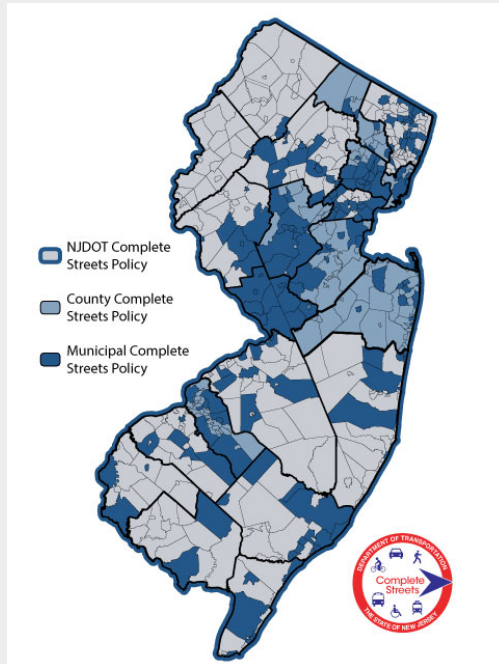 NJDOT Complete
Streets Policy
County Complete
Streets Policy
Municipal Complete
Streets Policy
DEPARTMENT OF TRANSPORTATION
Complete
Streets
THE STATE OF NEW JERSEY